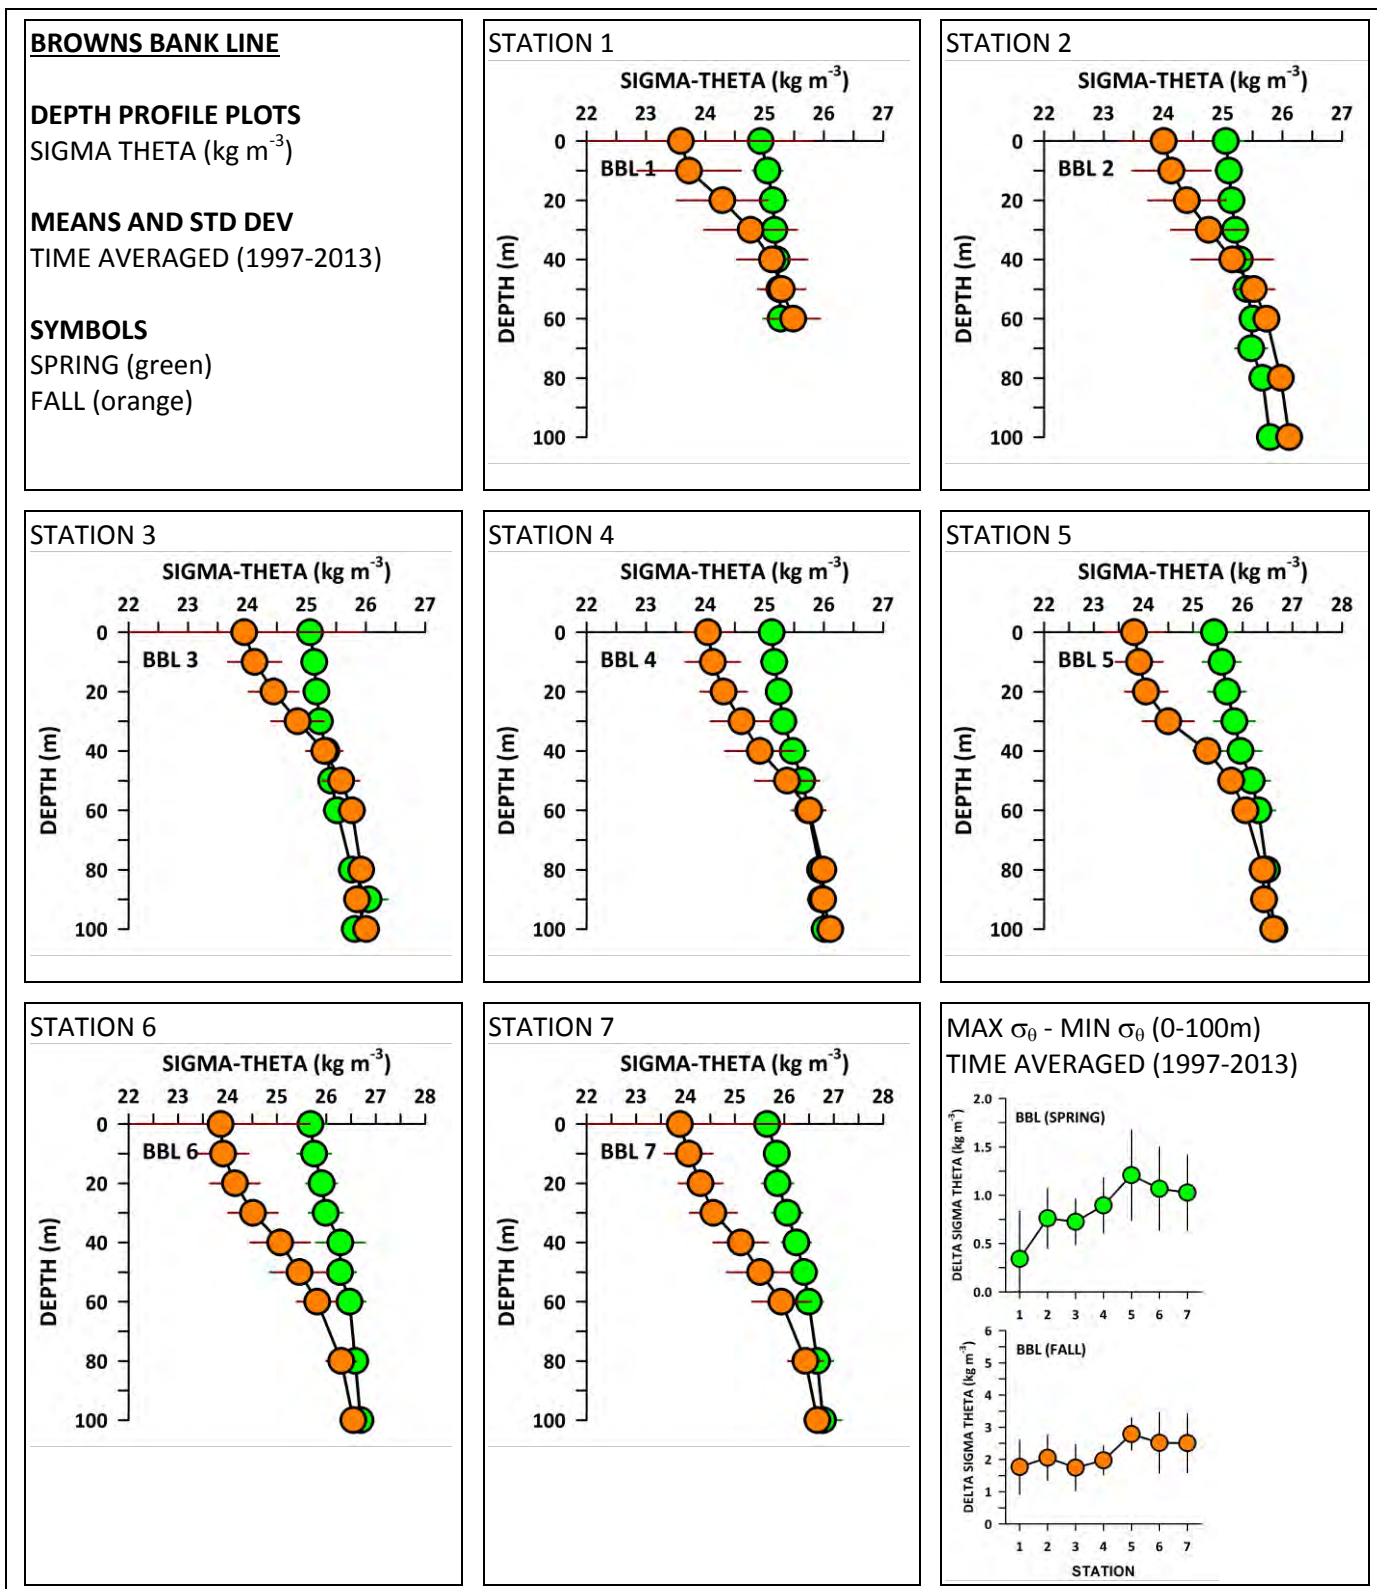 BROWNS BANK LINE
DEPTH PROFILE PLOTS
SIGMA THETA (kg m-3)
MEANS AND STD DEV
TIME AVERAGED (1997-2013)
SYMBOLS
SPRING (green)
FALL (orange)
STATION 1
SIGMA-THETA (kg m-3)
22 23 24 25 26 27
0
20
40
60
80
100
DEPTH (m)
BBL 1
STATION 2
SIGMA-THETA (kg m-3)
22 23 24 25 26 27
0
20
40
60
80
100
DEPTH (m)
BBL 2
STATION 3
SIGMA-THETA (kg m-3)
22 23 24 25 26 27
0
20
40
60
80
100
DEPTH (m)
BBL 3
STATION 4
SIGMA-THETA (kg m-3)
22 23 24 25 26 27
0
20
40
60
80
100
DEPTH (m)
BBL 4
STATION 5
SIGMA-THETA (kg m-3)
22 23 24 25 26 27 28
0
20
40
60
80
100
DEPTH (m)
BBL 5
STATION 6
SIGMA-THETA (kg m-3)
22 23 24 25 26 27 28
0
20
40
60
80
100
DEPTH (m)
BBL 6
STATION 7
SIGMA-THETA (kg m-3)
22 23 24 25 26 27 28
0
20
40
60
80
100
DEPTH (m)
BBL 7
MAX σθ - MIN σθ (0-100m)
TIME AVERAGED (1997-2013)
DELTA SIGMA THETA (kg m-3)
2.0
1.5
1.0
0.5
0.0
BBL (SPRING)
1 2 3 4 5 6 7
DELTA SIGMA THETA (kg m-3)
6
5
4
3
2
1
0
BBL (FALL)
1 2 3 4 5 6 7
STATION